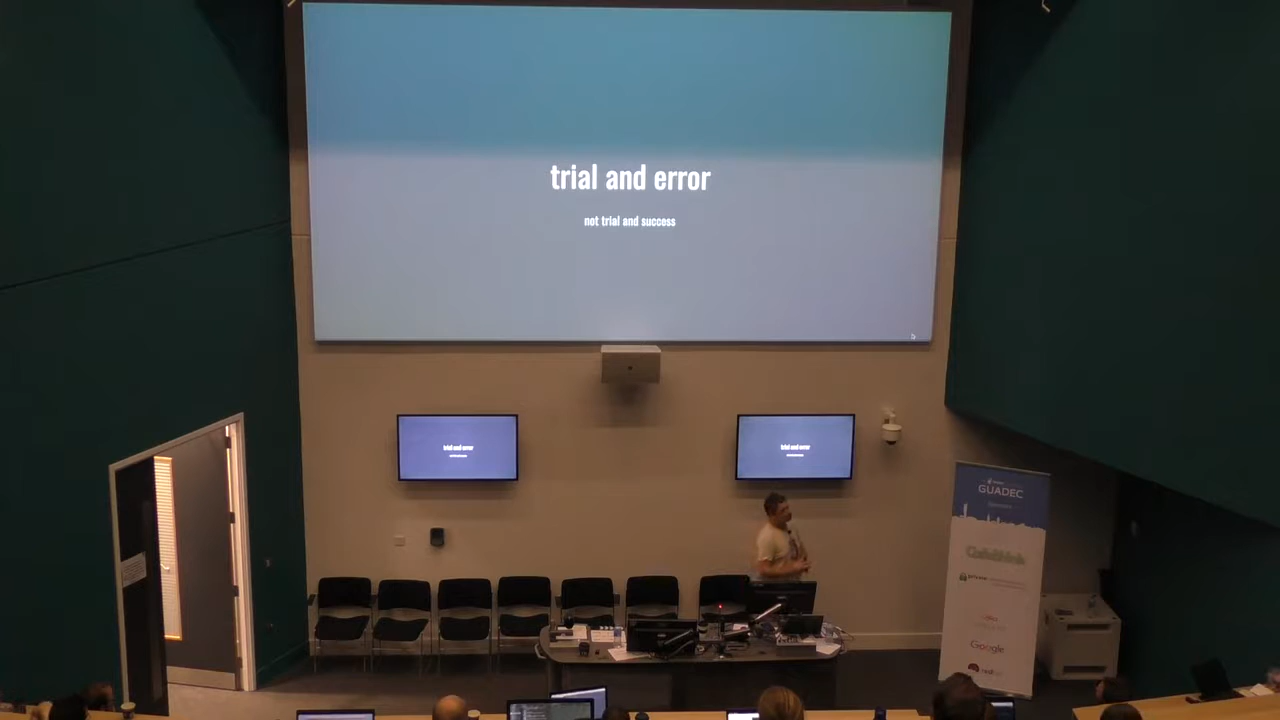 trial and error
not trial and success
trial and error
trial and error
GUADEC
Google